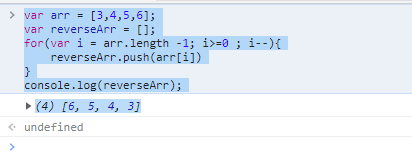 var arr = [3,4,5,6];
var reverseArr = [];
for(var i = arr.length -1; i>=0 ; i--){
    reverseArr.push(arr[i])
}
console.log(reverseArr);
(4) [6, 5, 4, 3]
undefined